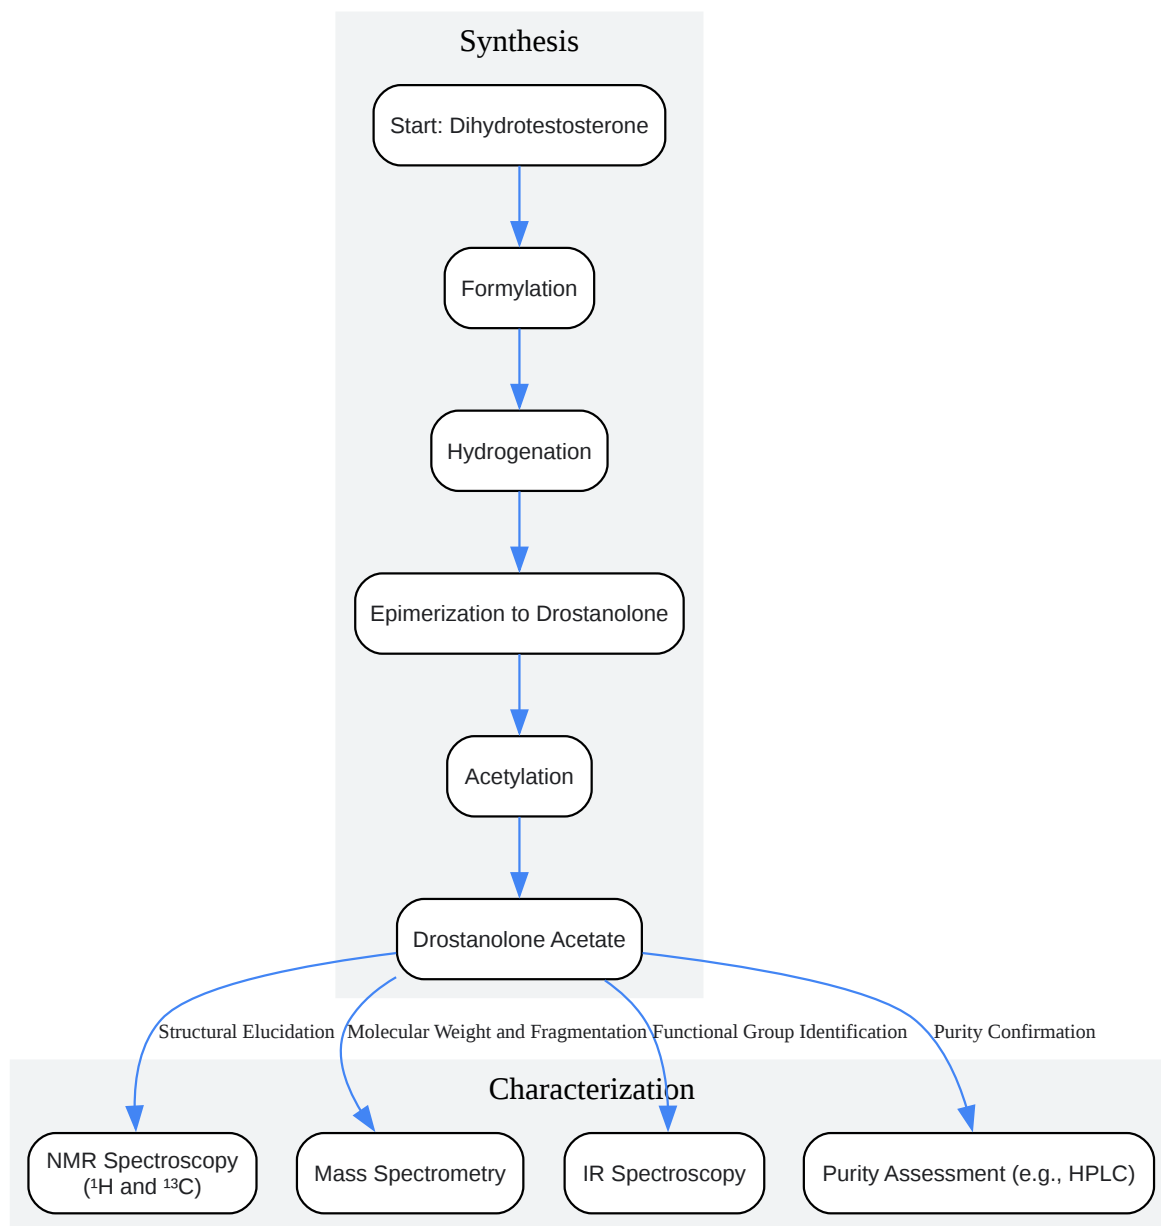 Synthesis
Start: Dihydrotestosterone
Formylation
Hydrogenation
Epimerization to Drostanolone
Acetylation
Drostanolone Acetate
Structural Elucidation
Molecular Weight and Fragmentation
Functional Group Identification
Purity Confirmation
Characterization
NMR Spectroscopy
(¹H and ¹³C)
Mass Spectrometry
IR Spectroscopy
Purity Assessment (e.g., HPLC)